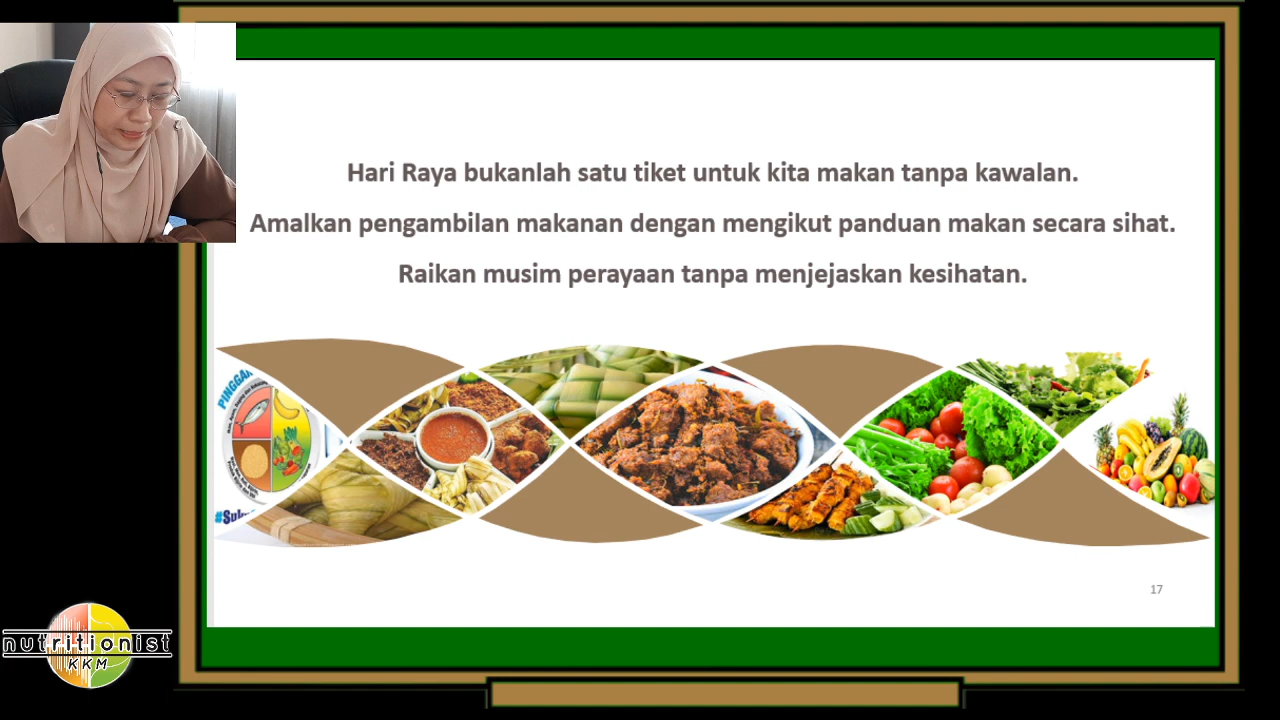 Hari Raya bukanlah satu tiket untuk kita makan tanpa kawalan.
Amalkan pengambilan makanan dengan mengikut panduan makan secara sihat.
Raikan musim perayaan tanpa menjejaskan kesihatan.
17
nutritionist
KKM